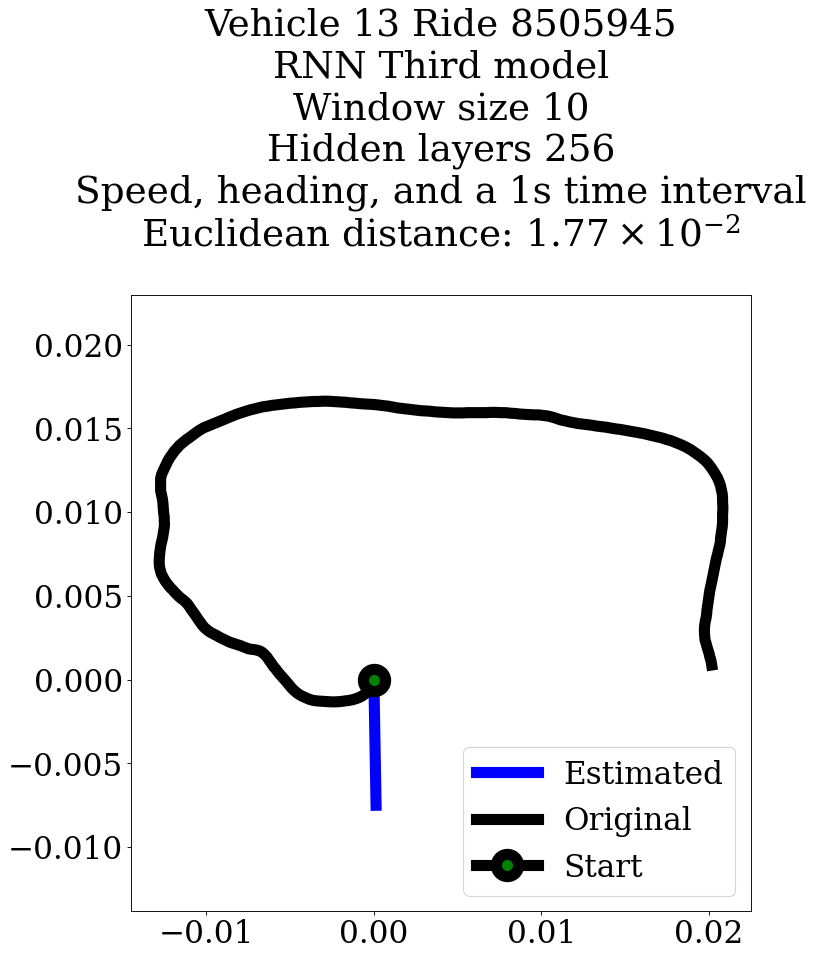 Vehicle 13 Ride 8505945
RNN Third model
Window size 10
Hidden layers 256
Speed, heading, and a 1s time interval
Euclidean distance: 1.77 × 10⁻²
0.020
0.015
0.010
0.005
0.000
−0.005
−0.010
Estimated
Original
Start
−0.01
0.00
0.01
0.02